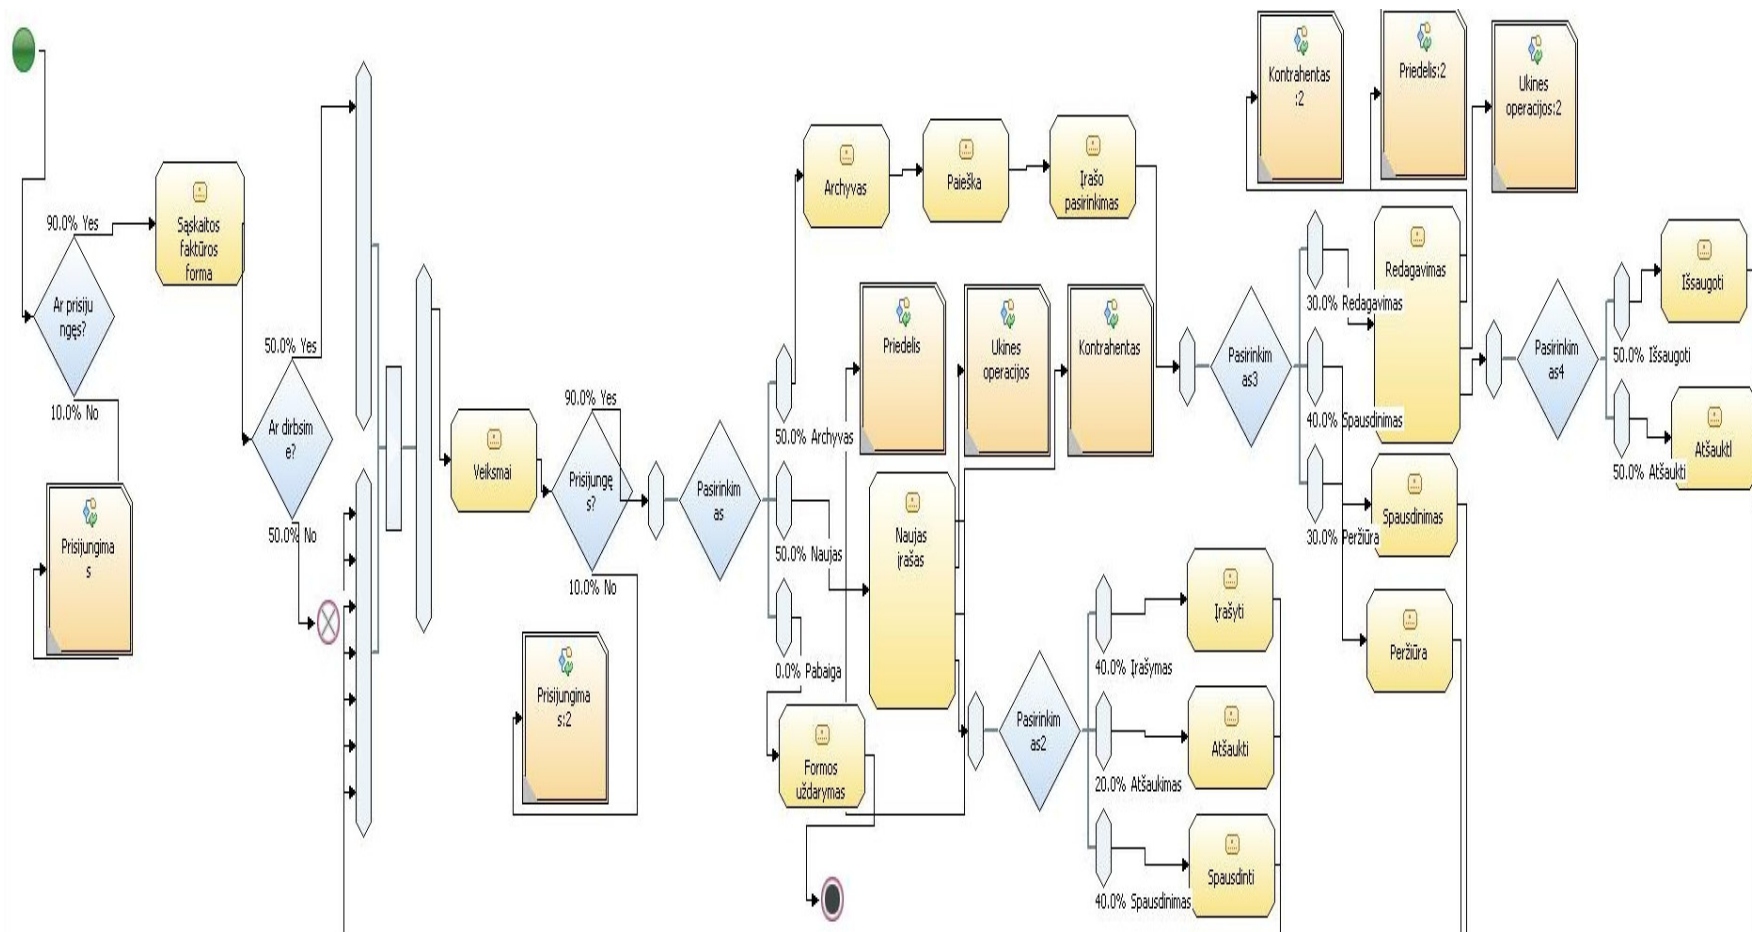 90.0% Yes
Ar prisiju
ngęs?
10.0% No
Prisijungima
s
Sąskaitos
faktūros
forma
50.0% Yes
Ar dirbsim
e?
50.0% No
Veiksmai
90.0% Yes
Prisijungę
s?
10.0% No
Prisijungima
s:2
Pasirinkim
as
50.0% Archyvas
50.0% Naujas
0.0% Pabaiga
Formos
uždarymas
Archyvas
Paieška
Įrašo
pasirinkimas
Priedelis
Ukines
operacijos
Kontrahentas
Naujas
įrašas
Pasirinkim
as2
40.0% Įrašymas
20.0% Atšaukimas
40.0% Spausdinimas
Įrašyti
Atšaukti
Spausdinti
Kontrahentas
:2
Priedelis:2
Ukines
operacijos:2
Pasirinkim
as3
30.0% Redagavimas
40.0% Spausdinimas
30.0% Peržiūra
Redagavimas
Spausdinimas
Peržiūra
Pasirinkim
as4
50.0% Išsaugoti
50.0% Atšaukti
Išsaugoti
Atšauktl